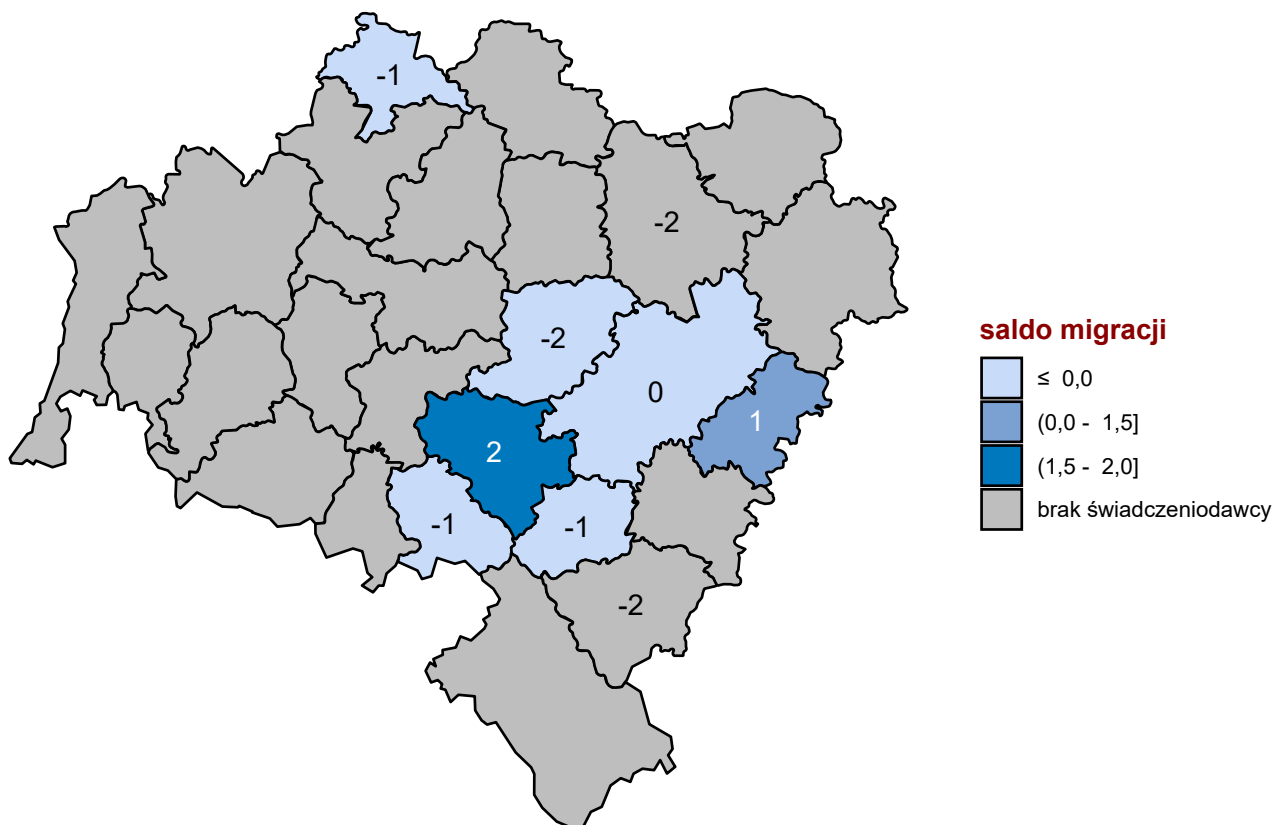 -1
-2
-2
0
1
2
-1
-1
-2
saldo migracji
≤ 0,0
(0,0 - 1,5]
(1,5 - 2,0]
brak świadczeniodawcy